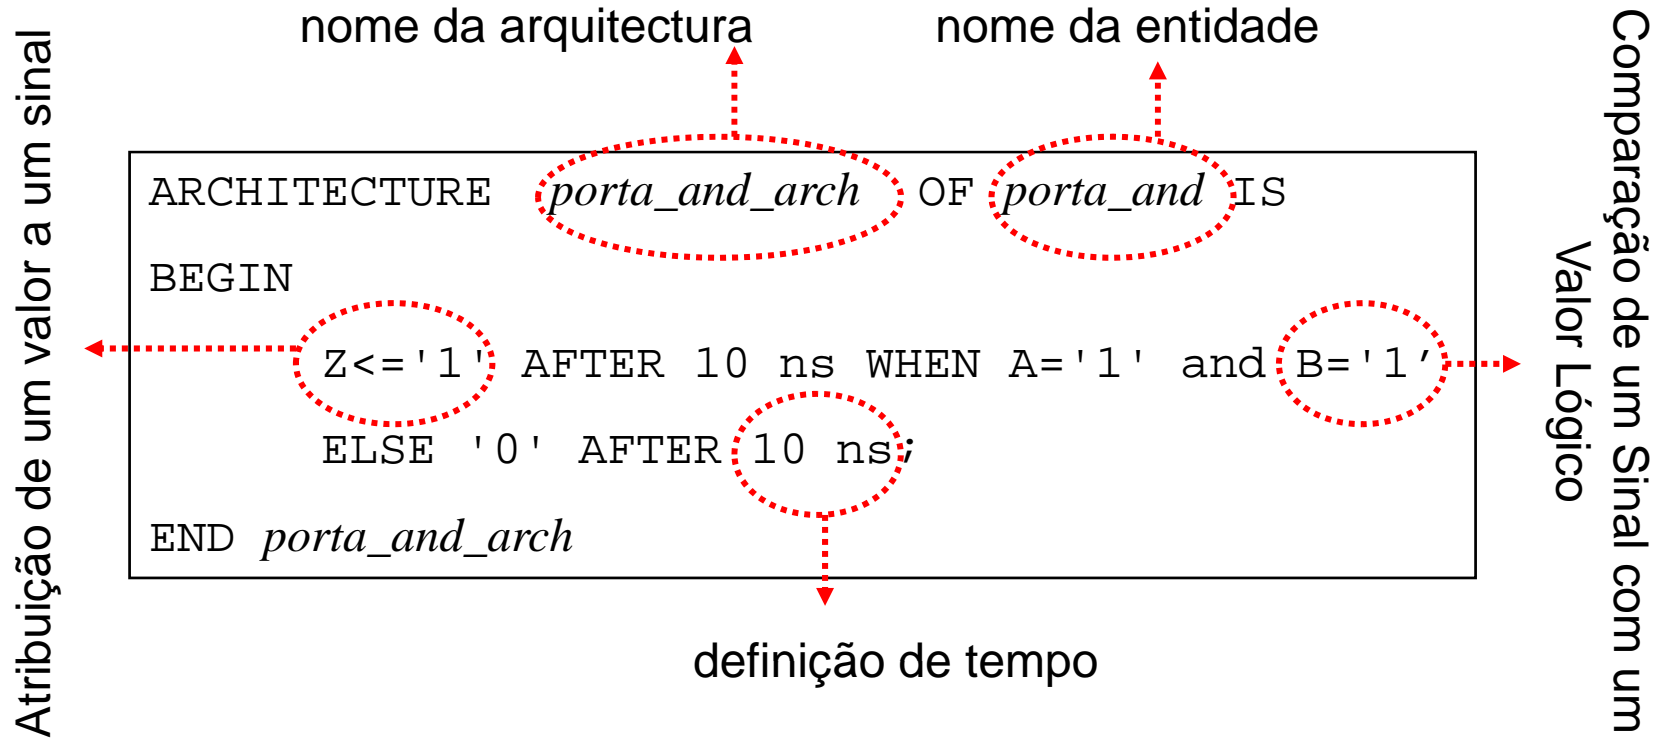 nome da arquitectura
nome da entidade
Atribuição de um valor a um sinal
ARCHITECTURE porta_and_arch OF porta_and IS
BEGIN
Z<='1' AFTER 10 ns WHEN A='1' and B='1’
ELSE '0' AFTER 10 ns;
END porta_and_arch
Comparação de um Sinal com um
Valor Lógico
definição de tempo